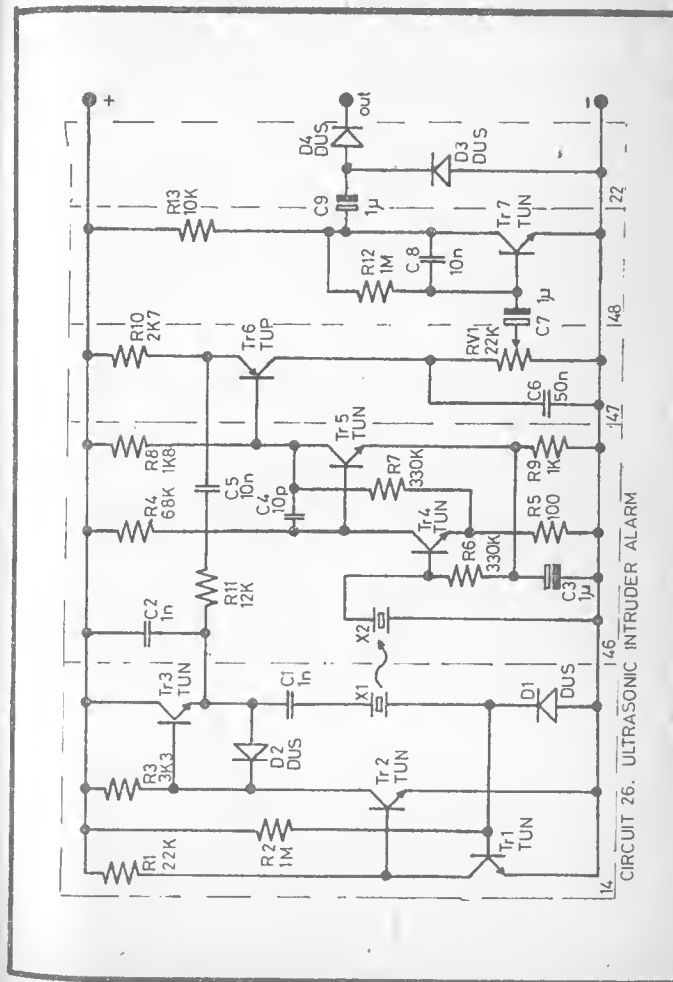 +
out
−
R1
22K
R2
1M
R3
3K3
Tr1
TUN
Tr2
TUN
Tr3
TUN
D2
DUS
D1
DUS
C1
1n
X1
C2
1n
R11
12K
X2
R4
68K
C5
10n
C4
10p
Tr4
TUN
R6
330K
C3
1µ
R5
100
R8
1K8
Tr5
TUN
R7
330K
R9
1K
R10
2K7
Tr6
TUP
C6
50n
RV1
22K
C7
1µ
R12
1M
C8
10n
Tr7
TUN
R13
10K
C9
1µ
D4
DUS
D3
DUS
14
46
47
48
22
CIRCUIT 26. ULTRASONIC INTRUDER ALARM